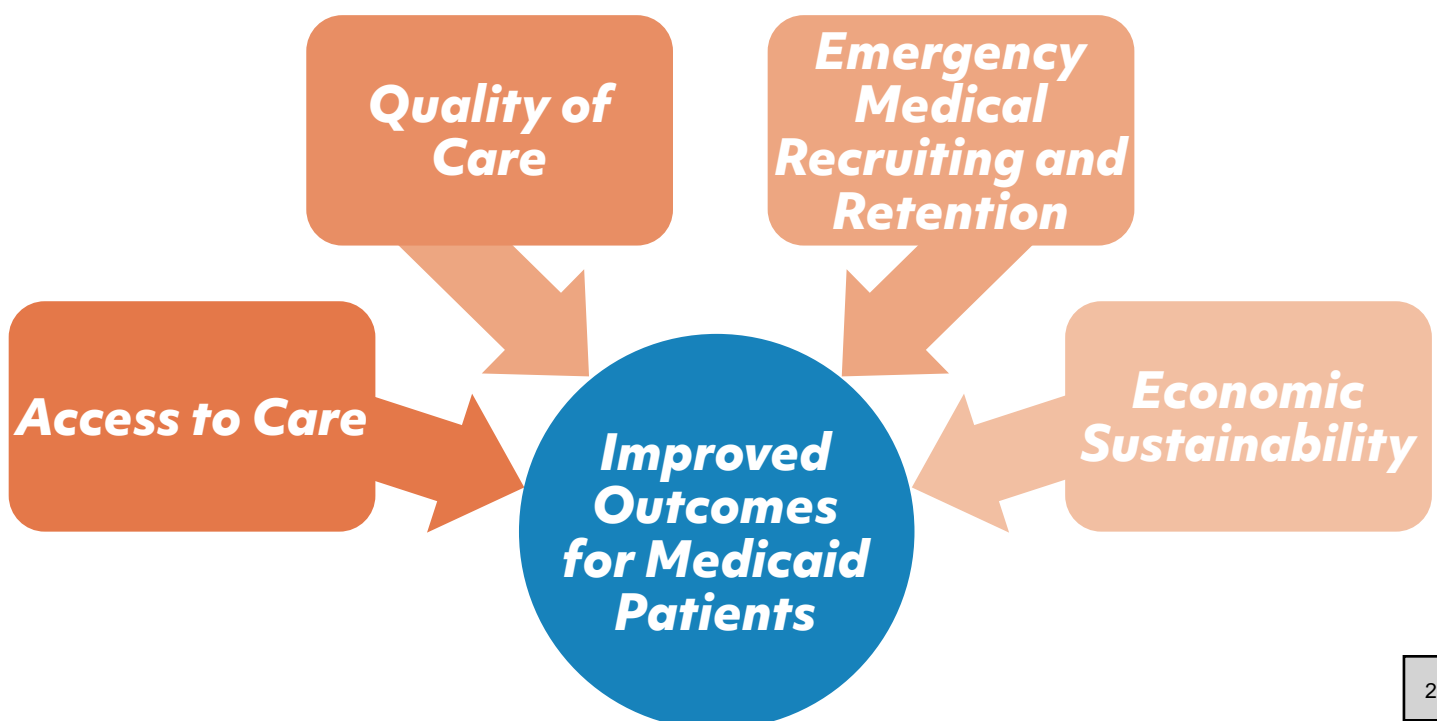 Quality of
Care
Emergency
Medical
Recruiting and
Retention
Access to Care
Economic
Sustainability
Improved
Outcomes
for Medicaid
Patients
2